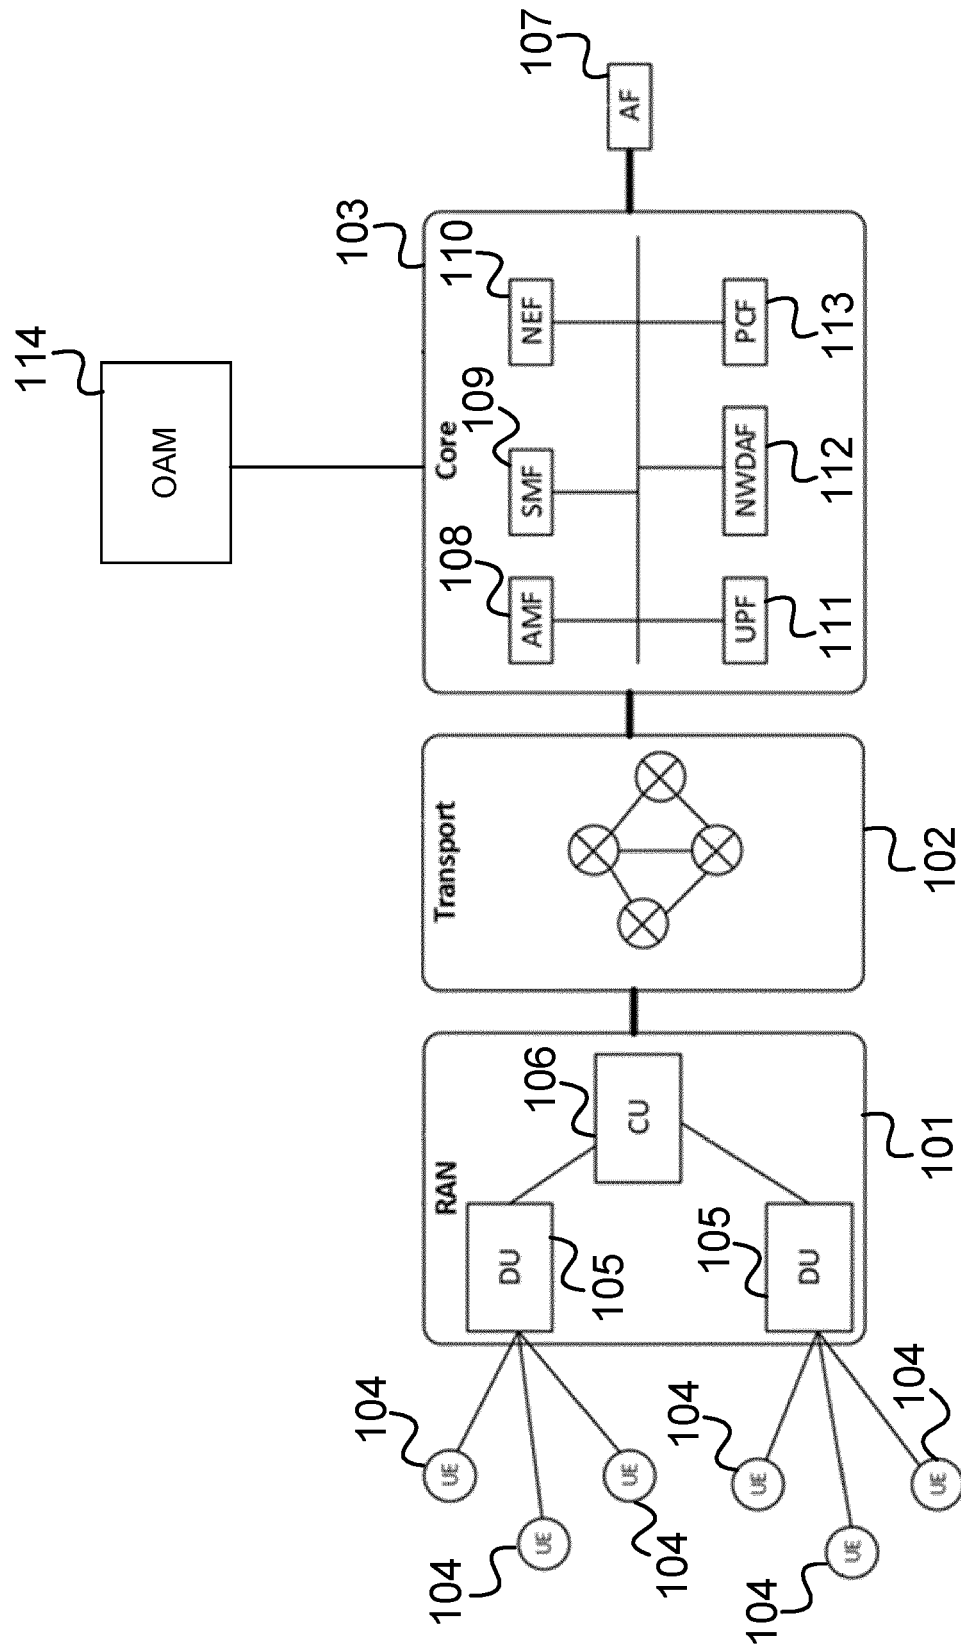 114
OAM
103
107
AF
RAN
Transport
Core
104
UE
104
UE
104
UE
DU
105
106
CU
105
DU
104
UE
104
UE
104
UE
101
102
108
AMF
109
SMF
110
NEF
UPF
111
NWDAF
112
PCF
113